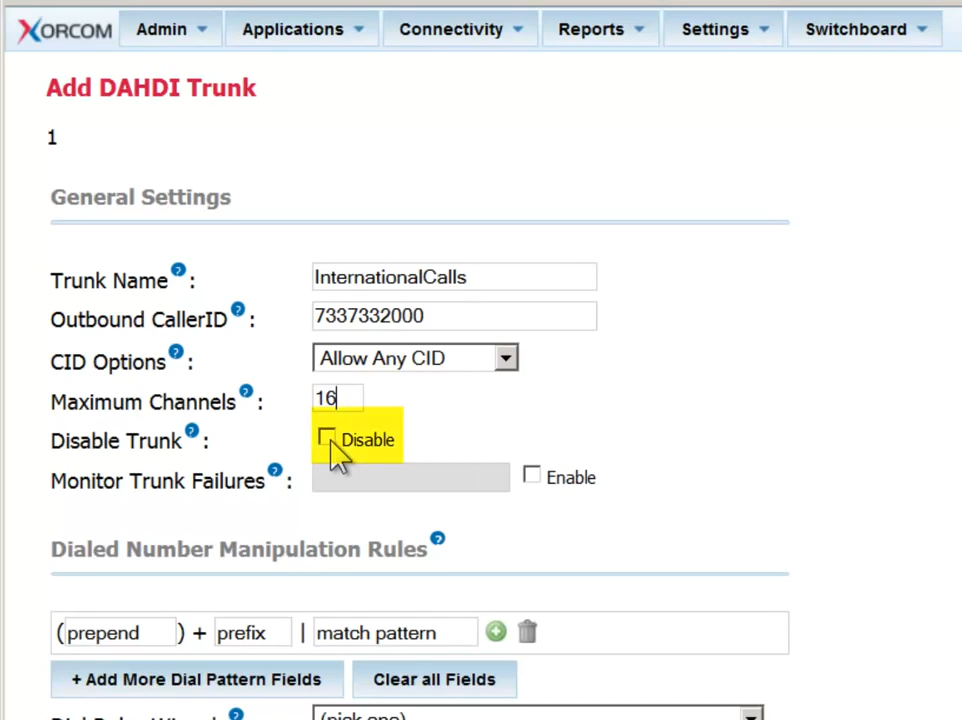 XORCOM Admin Applications Connectivity Reports Settings Switchboard
Add DAHDI Trunk
1
General Settings
Trunk Name ? : InternationalCalls
Outbound CallerID ? : 7337332000
CID Options ? : Allow Any CID
Maximum Channels ? : 16
Disable Trunk ? : Disable
Monitor Trunk Failures ? : Enable
Dialed Number Manipulation Rules ?
(prepend ) + prefix | match pattern
+ Add More Dial Pattern Fields Clear all Fields
(pick one)